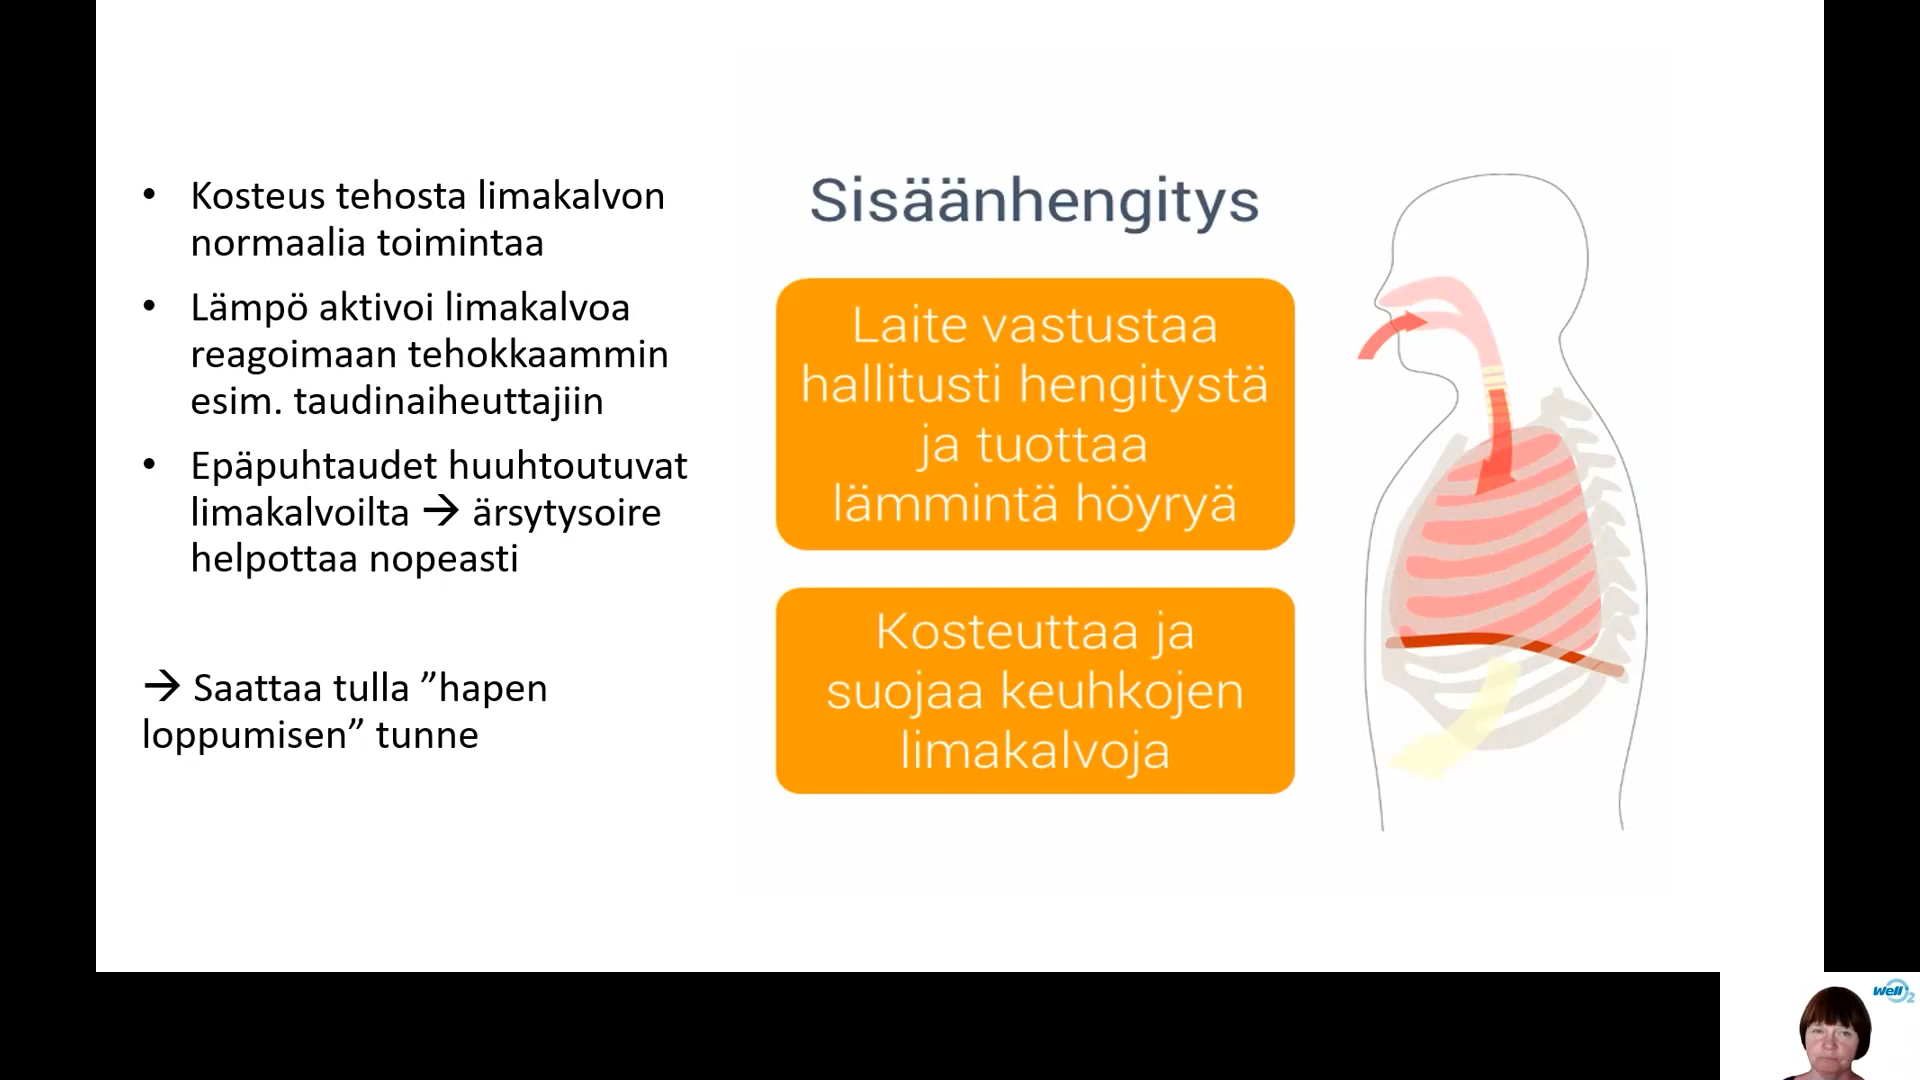 • Kosteus tehosta limakalvon
normaalia toimintaa
• Lämpö aktivoi limakalvoa
reagoimaan tehokkaammin
esim. taudinaiheuttajiin
• Epäpuhtaudet huuhtoutuvat
limakalvoilta → ärsytysoire
helpottaa nopeasti
→ Saattaa tulla ”hapen
loppumisen” tunne
Sisäänhengitys
Laite vastustaa
hallitusti hengitystä
ja tuottaa
lämmintä höyryä
Kosteuttaa ja
suojaa keuhkojen
limakalvoja
WellO2